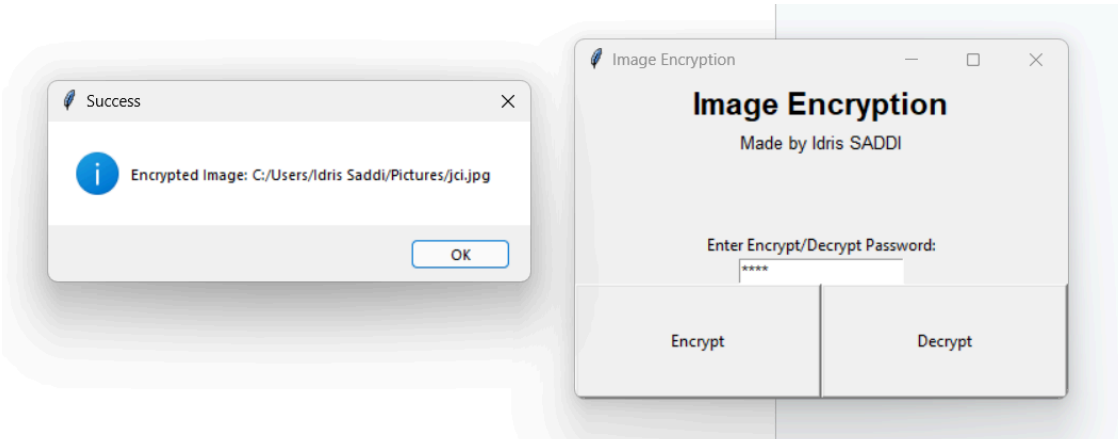 Success
Encrypted Image: C:/Users/Idris Saddi/Pictures/jci.jpg
OK
Image Encryption
Image Encryption
Made by Idris SADDI
Enter Encrypt/Decrypt Password:
****
Encrypt
Decrypt